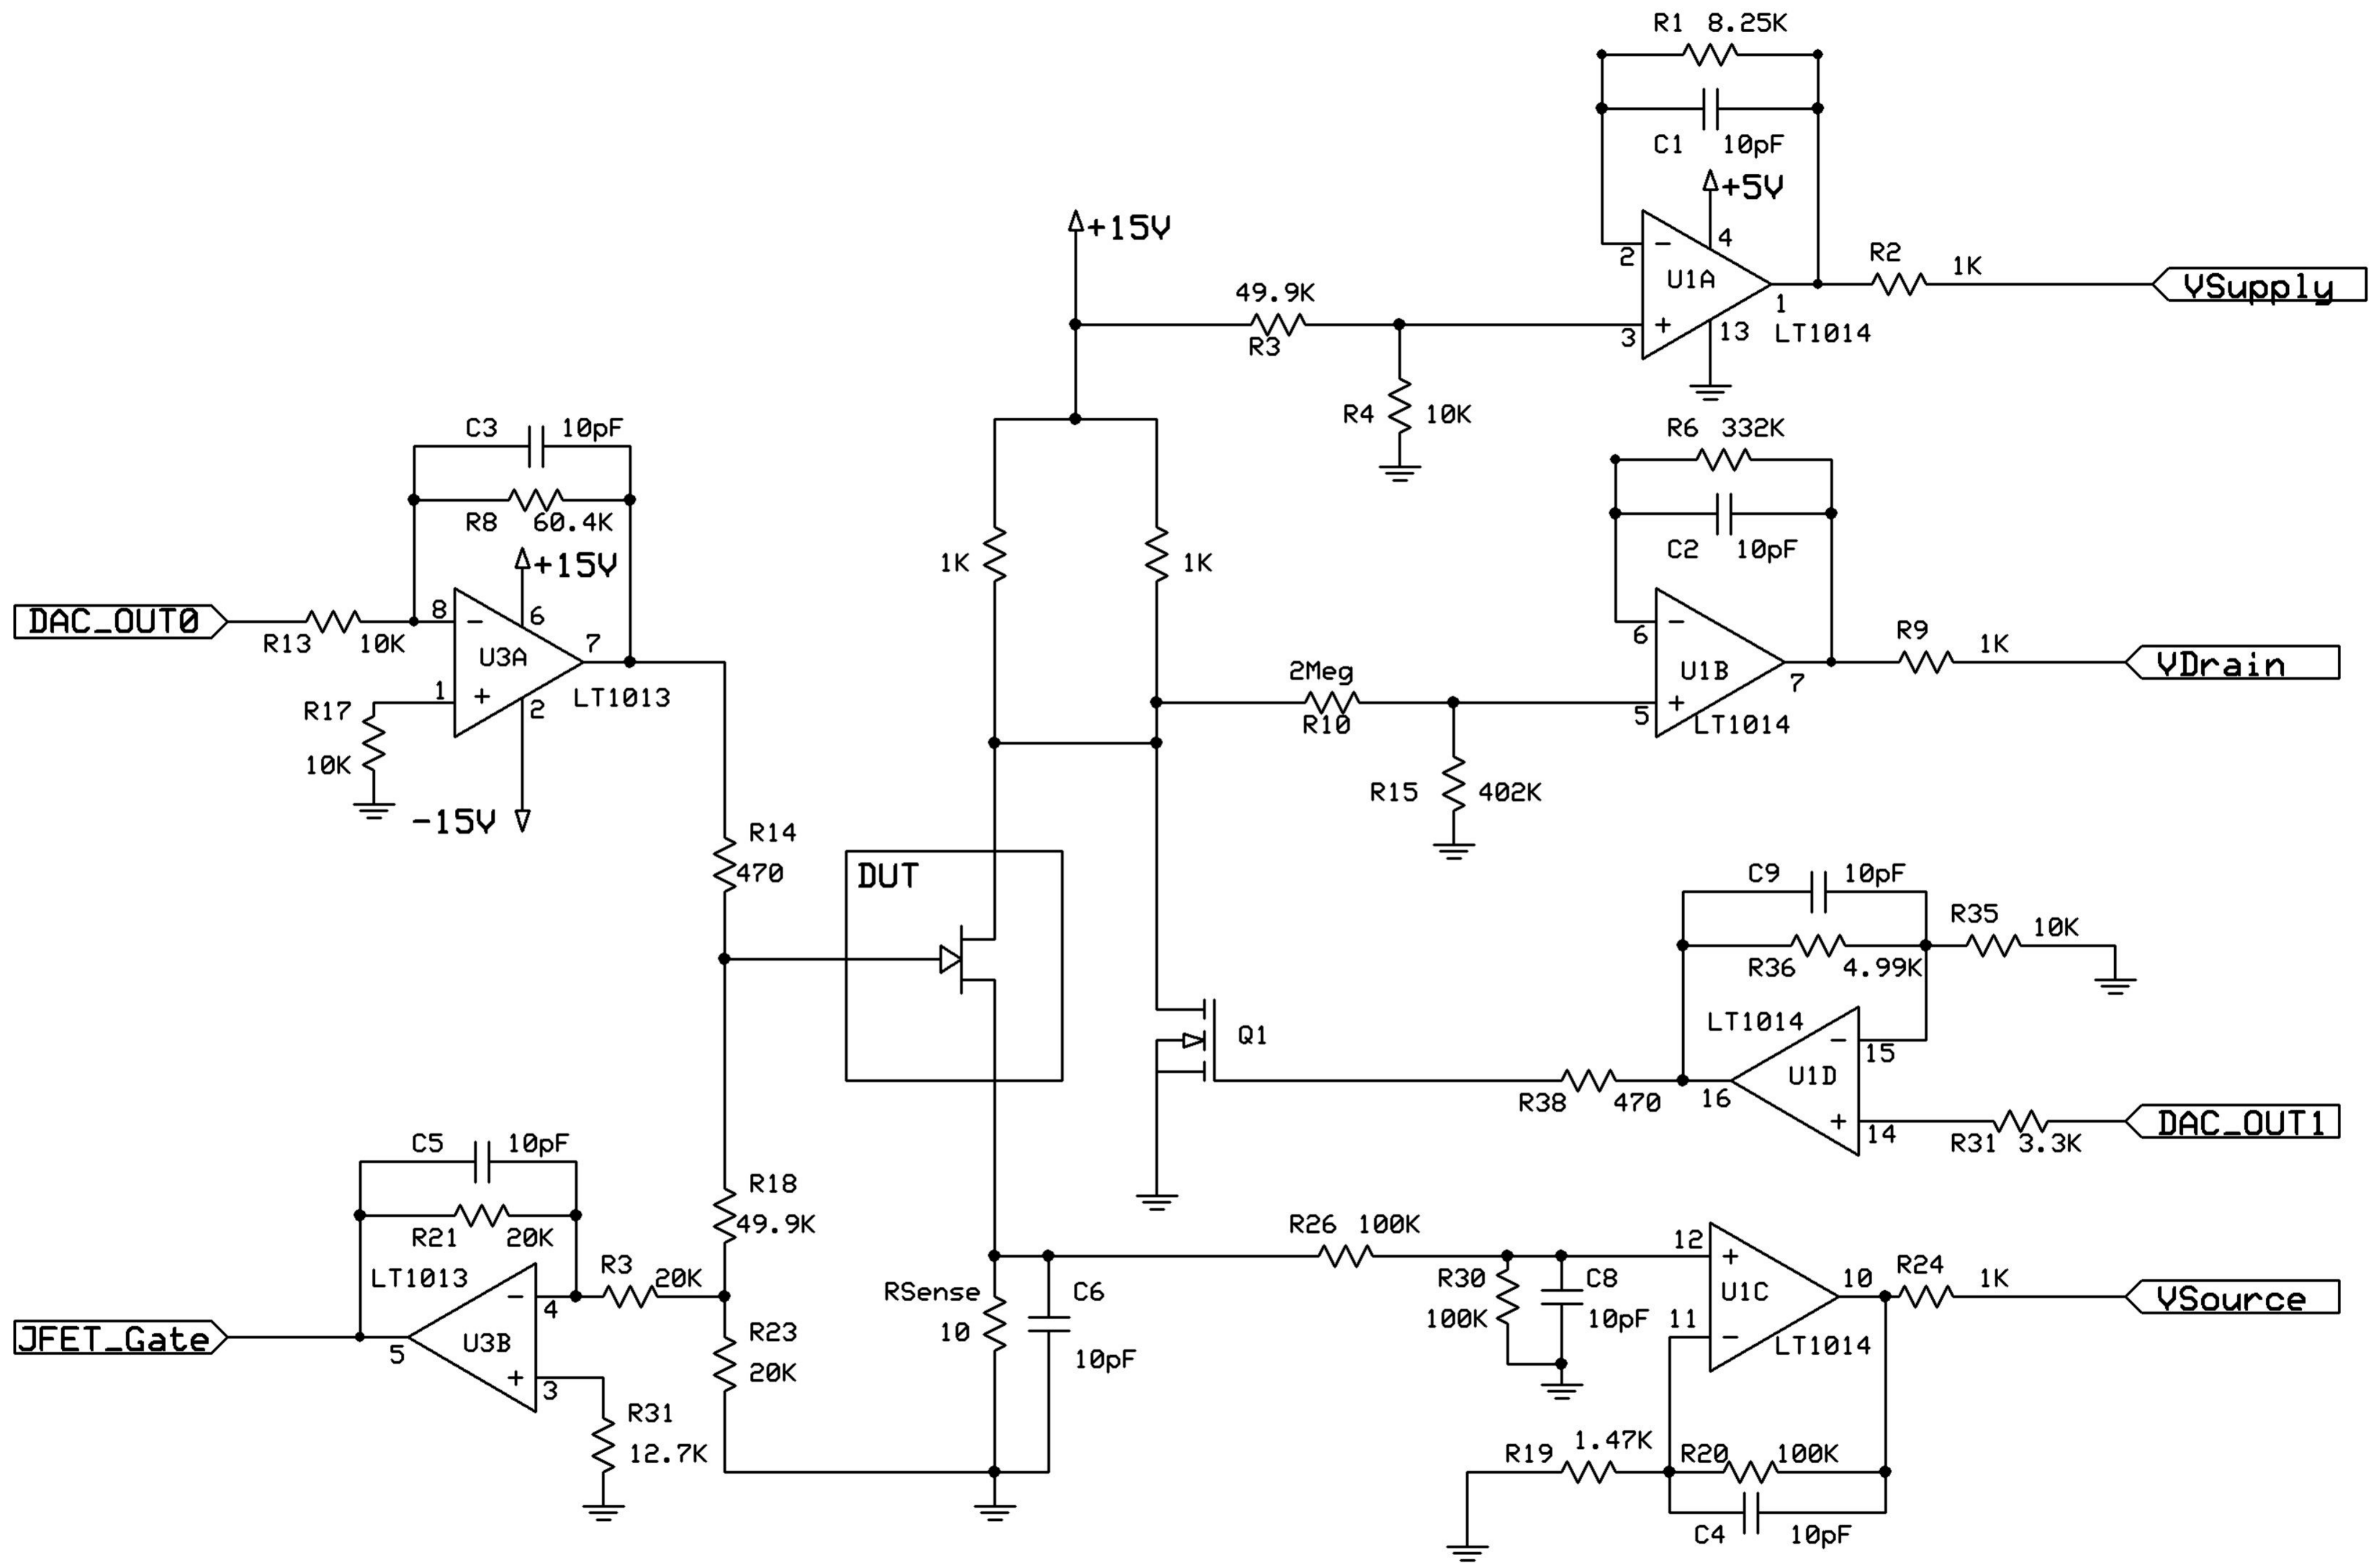 R1 8.25K
C1 10pF
+5V
2
4
U1A
3
13
1
LT1014
R2 1K
VSupply
+15V
49.9K
R3
R4 10K
C3 10pF
R8 60.4K
+15V
DAC_OUT0
R13 10K
8
6
U3A
7
LT1013
1
2
R17
10K
-15V
1K
1K
R6 332K
C2 10pF
6
U1B
5
7
LT1014
R9 1K
VDrain
2Meg
R10
R15 402K
R14
470
DUT
Q1
C9 10pF
R35 10K
R36 4.99K
LT1014
15
U1D
16
14
R38 470
R31 3.3K
DAC_OUT1
C5 10pF
R21 20K
LT1013
R3 20K
4
U3B
5
3
JFET_Gate
R31
12.7K
R18
49.9K
R23
20K
RSense
10
C6
10pF
R26 100K
R30
100K
C8
10pF
12
U1C
11
10
LT1014
R24 1K
VSource
R19 1.47K
R20 100K
C4 10pF